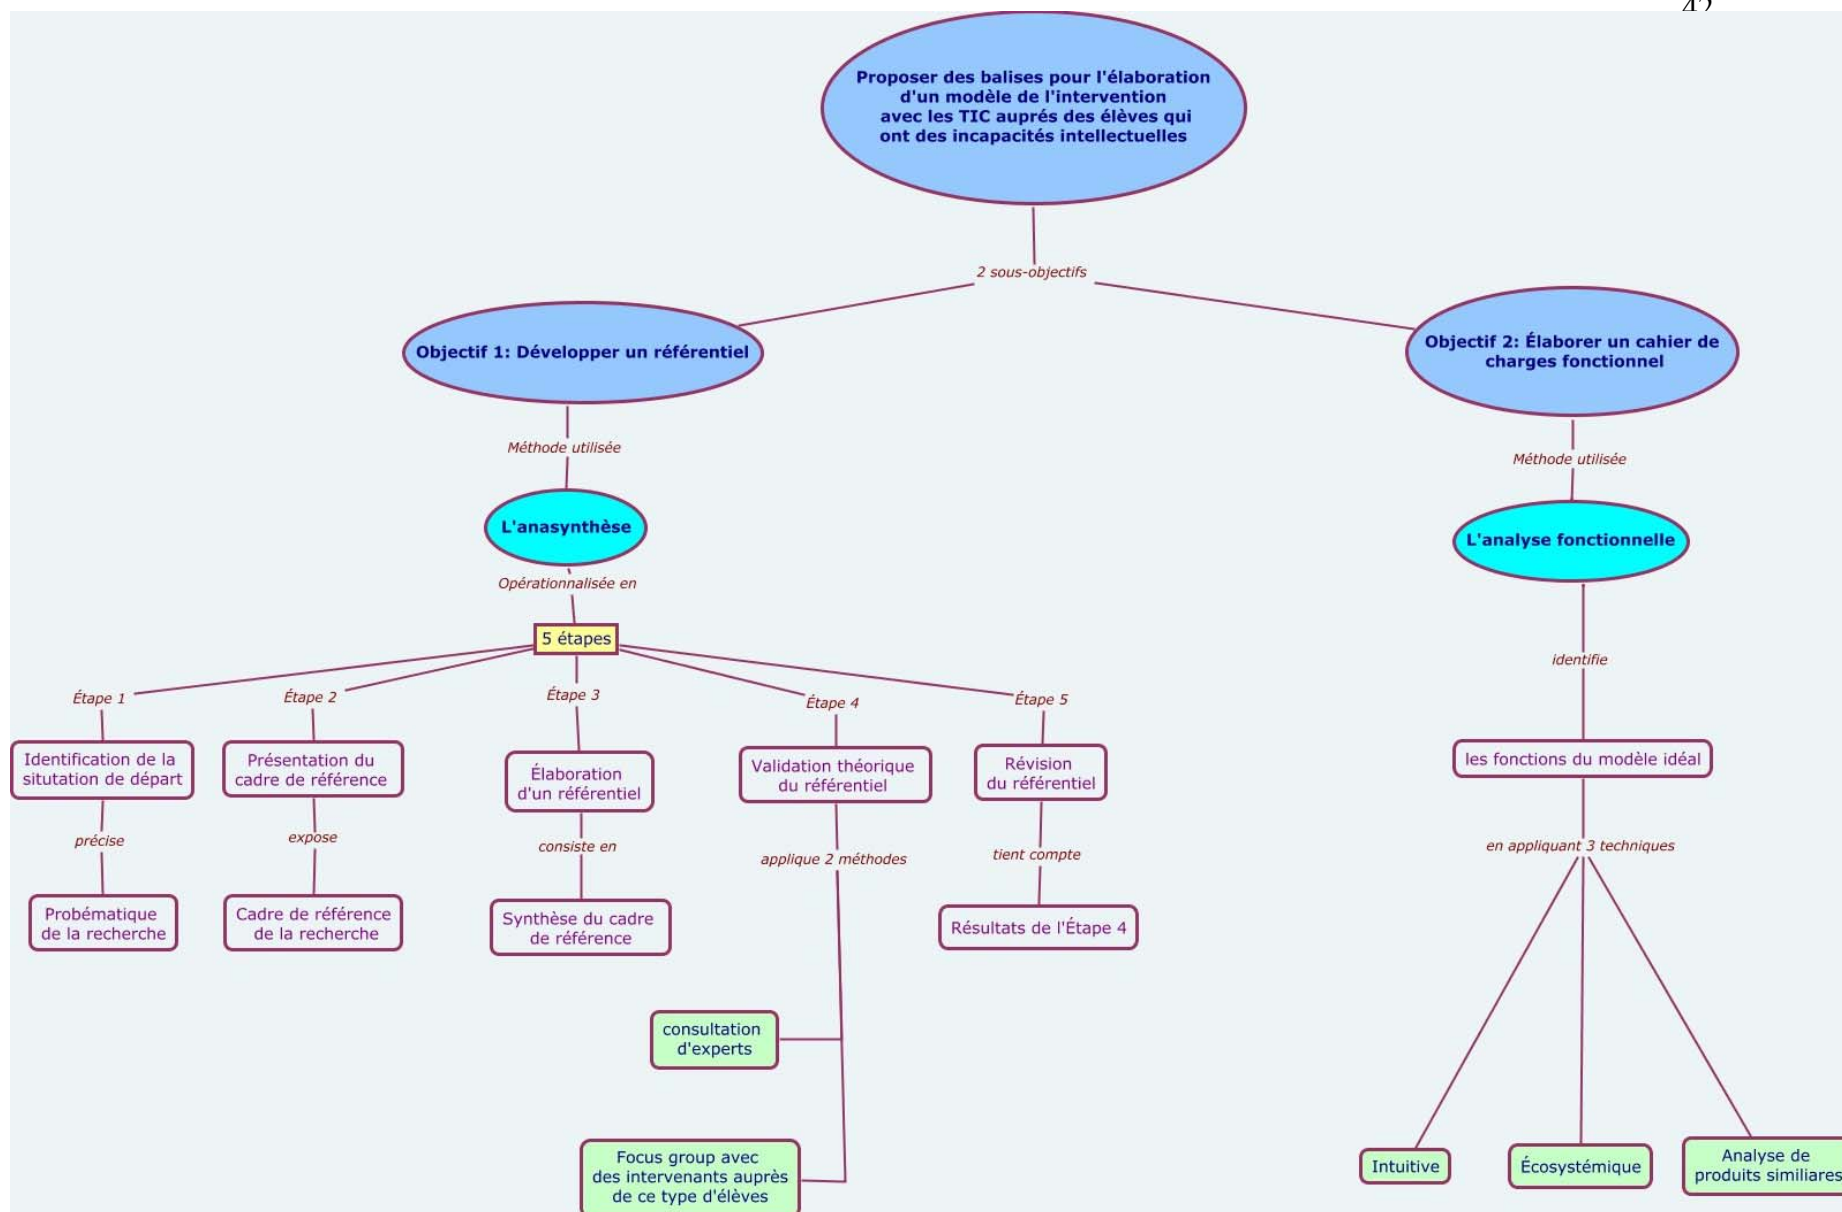 42
Proposer des balises pour l'élaboration
d'un modèle de l'intervention
avec les TIC auprés des élèves qui
ont des incapacités intellectuelles
2 sous-objectifs
Objectif 1: Développer un référentiel
Objectif 2: Élaborer un cahier de
charges fonctionnel
Méthode utilisée
Méthode utilisée
L'anasynthèse
L'analyse fonctionnelle
Opérationnalisée en
5 étapes
identifie
Étape 1
Étape 2
Étape 3
Étape 4
Étape 5
Identification de la
situtation de départ
Présentation du
cadre de référence
Élaboration
d'un référentiel
Validation théorique
du référentiel
Révision
du référentiel
les fonctions du modèle idéal
précise
expose
consiste en
applique 2 méthodes
tient compte
en appliquant 3 techniques
Probématique
de la recherche
Cadre de référence
de la recherche
Synthèse du cadre
de référence
Résultats de l'Étape 4
consultation
d'experts
Focus group avec
des intervenants auprès
de ce type d'élèves
Intuitive
Écosystémique
Analyse de
produits similiares